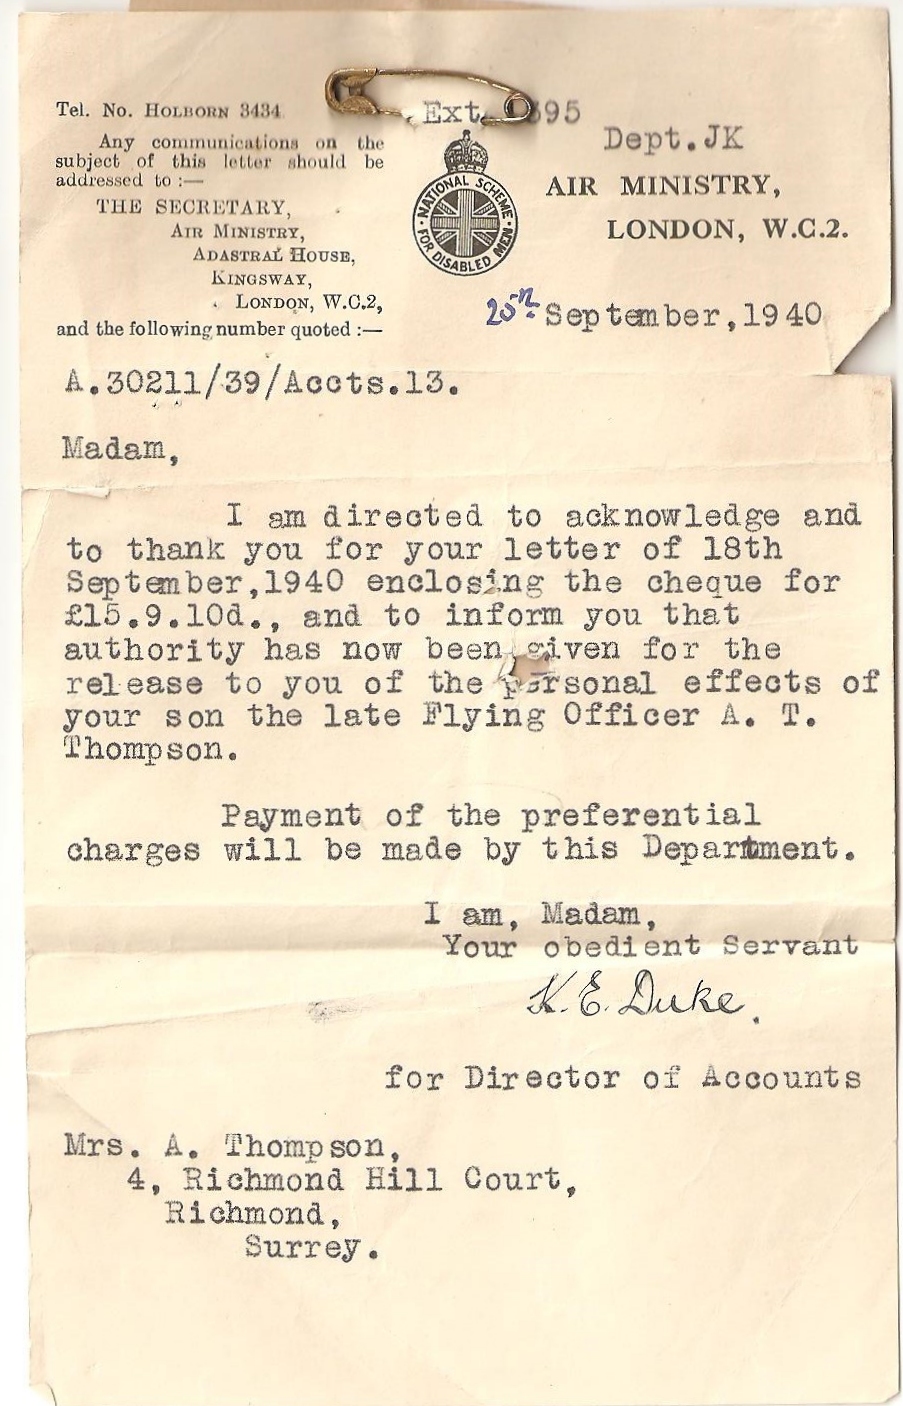 Tel. No. HOLBORN 3434
Any communications on the
subject of this letter should be
addressed to :—
THE SECRETARY,
AIR MINISTRY,
ADASTRAL HOUSE,
KINGSWAY,
LONDON, W.C.2,
and the following number quoted :—
Ext.
NATIONAL SCHEME
FOR DISABLED MEN
Dept.JK
AIR MINISTRY,
LONDON, W.C.2.
September,1940
A.30211/39/Accts.13.
Madam,
I am directed to acknowledge and
to thank you for your letter of 18th
September,1940 enclosing the cheque for
£15.9.10d., and to inform you that
authority has now been given for the
release to you of the personal effects of
your son the late Flying Officer A. T.
Thompson.
Payment of the preferential
charges will be made by this Department.
I am, Madam,
Your obedient Servant
K. E. Duke.
for Director of Accounts
Mrs. A. Thompson,
4, Richmond Hill Court,
Richmond,
Surrey.